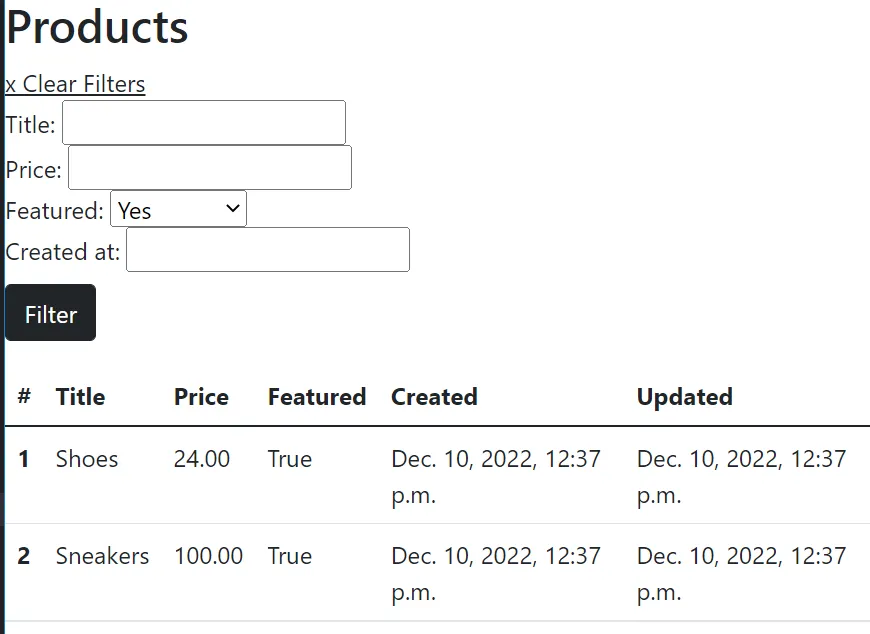 Products
x Clear Filters
Title:
Price:
Featured: Yes
Created at:
Filter
# Title Price Featured Created Updated
1 Shoes 24.00 True Dec. 10, 2022, 12:37 p.m. Dec. 10, 2022, 12:37 p.m.
2 Sneakers 100.00 True Dec. 10, 2022, 12:37 p.m. Dec. 10, 2022, 12:37 p.m.